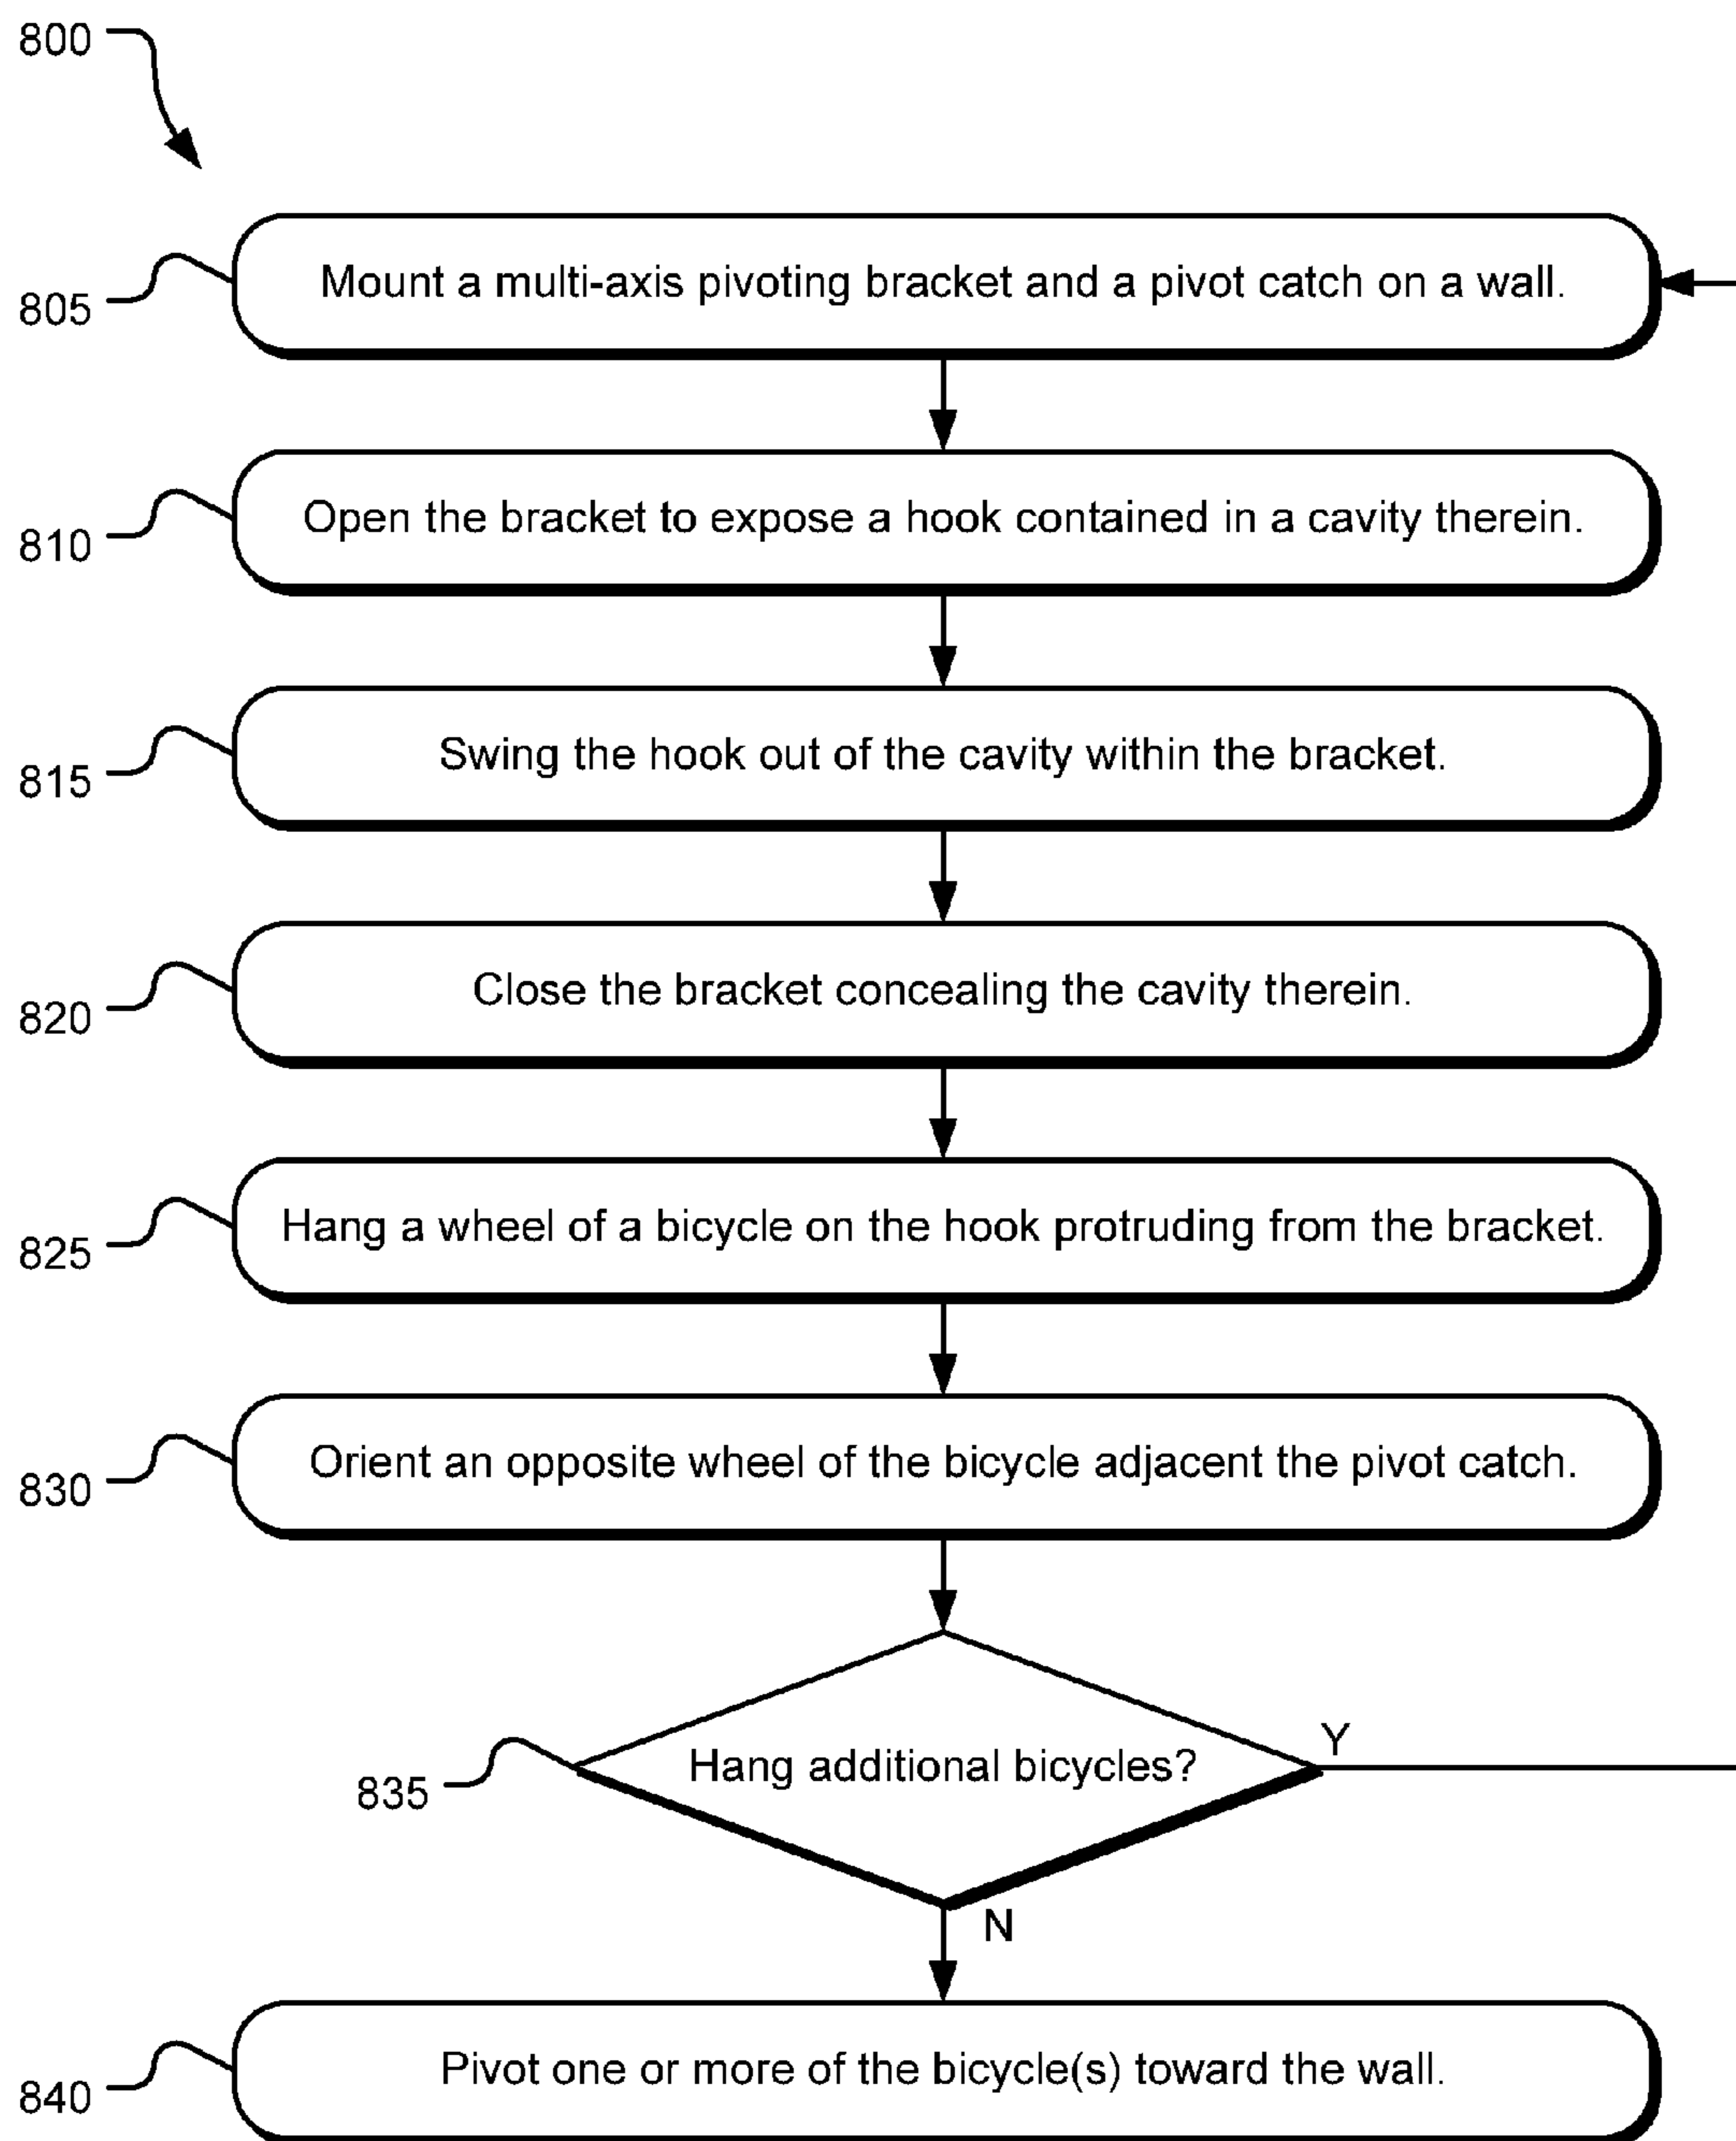 800
805
Mount a multi-axis pivoting bracket and a pivot catch on a wall.
810
Open the bracket to expose a hook contained in a cavity therein.
815
Swing the hook out of the cavity within the bracket.
820
Close the bracket concealing the cavity therein.
825
Hang a wheel of a bicycle on the hook protruding from the bracket.
830
Orient an opposite wheel of the bicycle adjacent the pivot catch.
835
Hang additional bicycles?
Y
N
840
Pivot one or more of the bicycle(s) toward the wall.